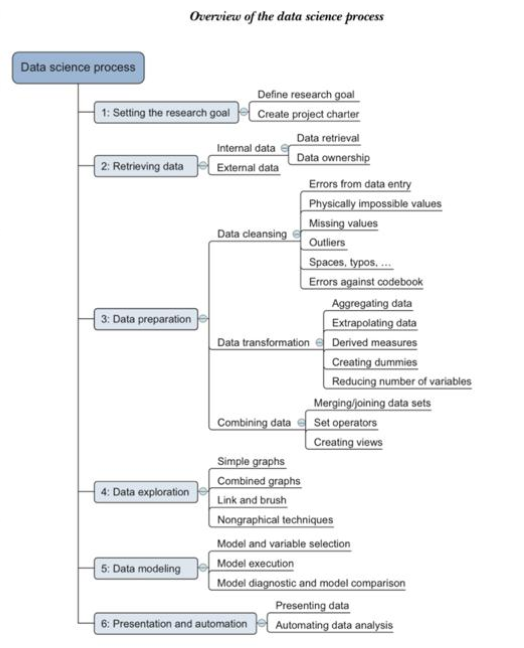 Overview of the data science process
Data science process
1: Setting the research goal
Define research goal
Create project charter
2: Retrieving data
Internal data
Data retrieval
Data ownership
External data
3: Data preparation
Data cleansing
Errors from data entry
Physically impossible values
Missing values
Outliers
Spaces, typos, ...
Errors against codebook
Data transformation
Aggregating data
Extrapolating data
Derived measures
Creating dummies
Reducing number of variables
Combining data
Merging/joining data sets
Set operators
Creating views
4: Data exploration
Simple graphs
Combined graphs
Link and brush
Nongraphical techniques
5: Data modeling
Model and variable selection
Model execution
Model diagnostic and model comparison
6: Presentation and automation
Presenting data
Automating data analysis